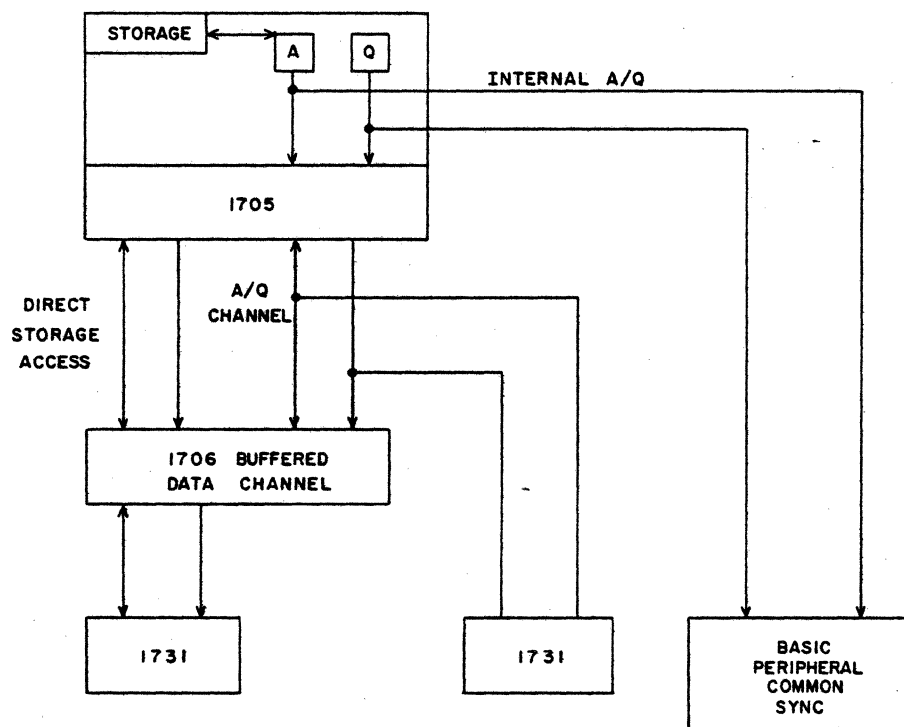 STORAGE
A
Q
INTERNAL A/Q
1705
A/Q
CHANNEL
DIRECT
STORAGE
ACCESS
1706 BUFFERED
DATA CHANNEL
1731
1731
BASIC
PERIPHERAL
COMMON
SYNC